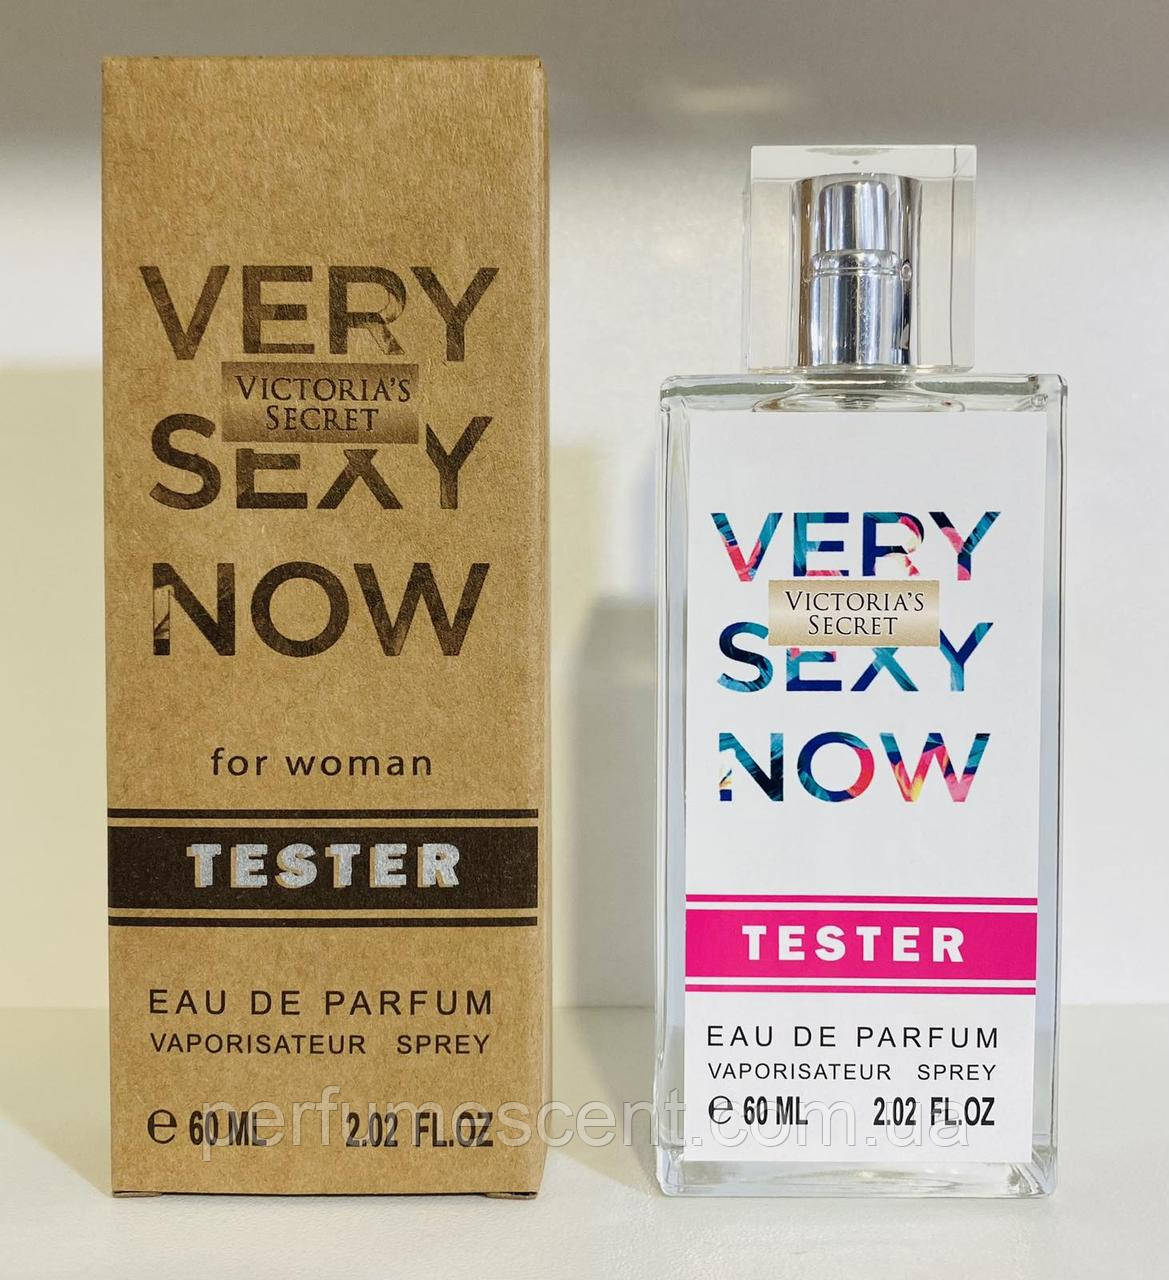 VERY
VICTORIA'S
SECRET
SEXY
NOW
for woman
TESTER
EAU DE PARFUM
VAPORISATEUR SPREY
e 60 ML 2.02 FL.OZ
VERY
VICTORIA'S
SECRET
SEXY
NOW
TESTER
EAU DE PARFUM
VAPORISATEUR SPREY
e 60 ML 2.02 FL.OZ
perfumescent.com.ua